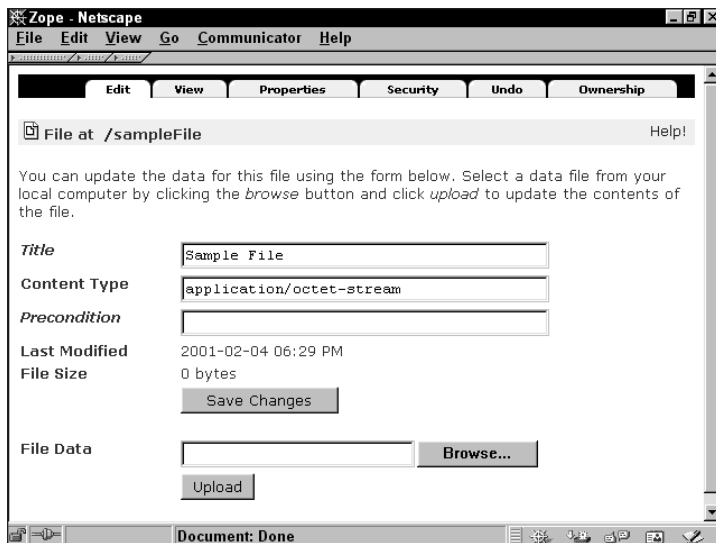 Zope - Netscape
File Edit View Go Communicator Help
Edit View Properties Security Undo Ownership
File at /sampleFile Help!
You can update the data for this file using the form below. Select a data file from your
local computer by clicking the browse button and click upload to update the contents of
the file.
Title Sample File
Content Type application/octet-stream
Precondition
Last Modified 2001-02-04 06:29 PM
File Size 0 bytes
Save Changes
File Data Browse...
Upload
Document: Done